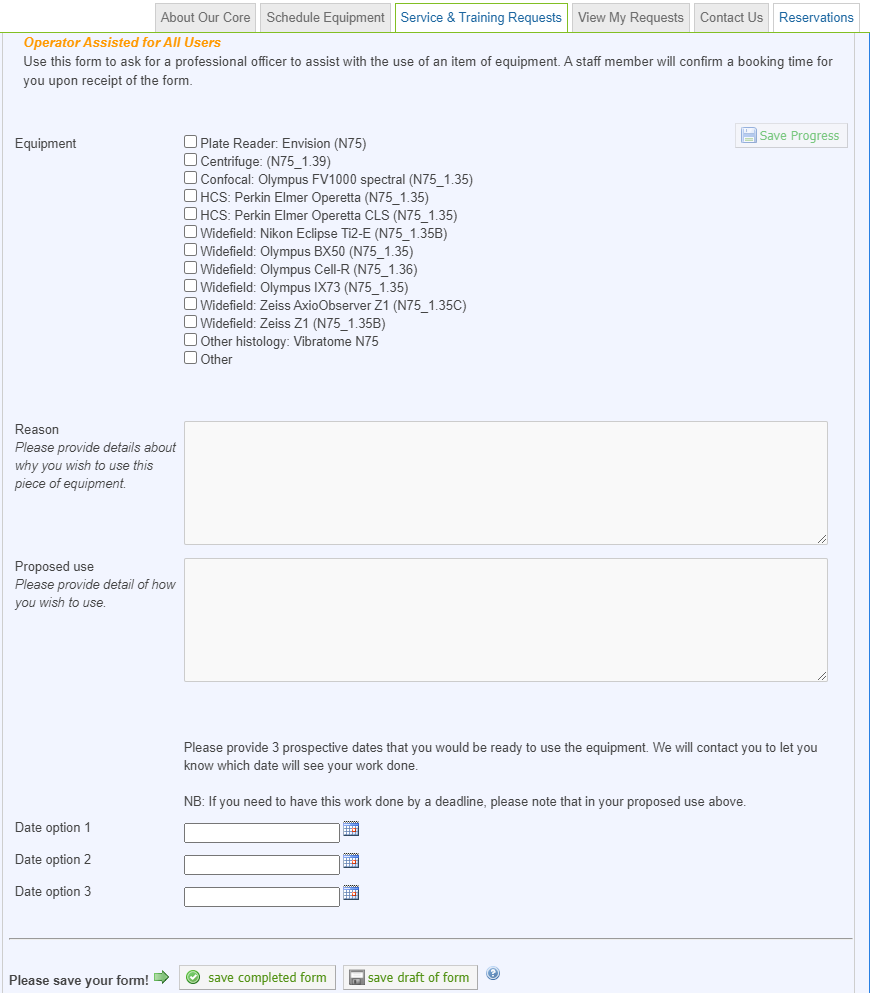 About Our Core
Schedule Equipment
Service & Training Requests
View My Requests
Contact Us
Reservations
Operator Assisted for All Users
Use this form to ask for a professional officer to assist with the use of an item of equipment. A staff member will confirm a booking time for
you upon receipt of the form.
Save Progress
Equipment
Plate Reader: Envision (N75)
Centrifuge: (N75_1.39)
Confocal: Olympus FV1000 spectral (N75_1.35)
HCS: Perkin Elmer Operetta (N75_1.35)
HCS: Perkin Elmer Operetta CLS (N75_1.35)
Widefield: Nikon Eclipse Ti2-E (N75_1.35B)
Widefield: Olympus BX50 (N75_1.35)
Widefield: Olympus Cell-R (N75_1.36)
Widefield: Olympus IX73 (N75_1.35)
Widefield: Zeiss AxioObserver Z1 (N75_1.35C)
Widefield: Zeiss Z1 (N75_1.35B)
Other histology: Vibratome N75
Other
Reason
Please provide details about
why you wish to use this
piece of equipment.
Proposed use
Please provide detail of how
you wish to use.
Please provide 3 prospective dates that you would be ready to use the equipment. We will contact you to let you
know which date will see your work done.
NB: If you need to have this work done by a deadline, please note that in your proposed use above.
Date option 1
Date option 2
Date option 3
Please save your form!
save completed form
save draft of form